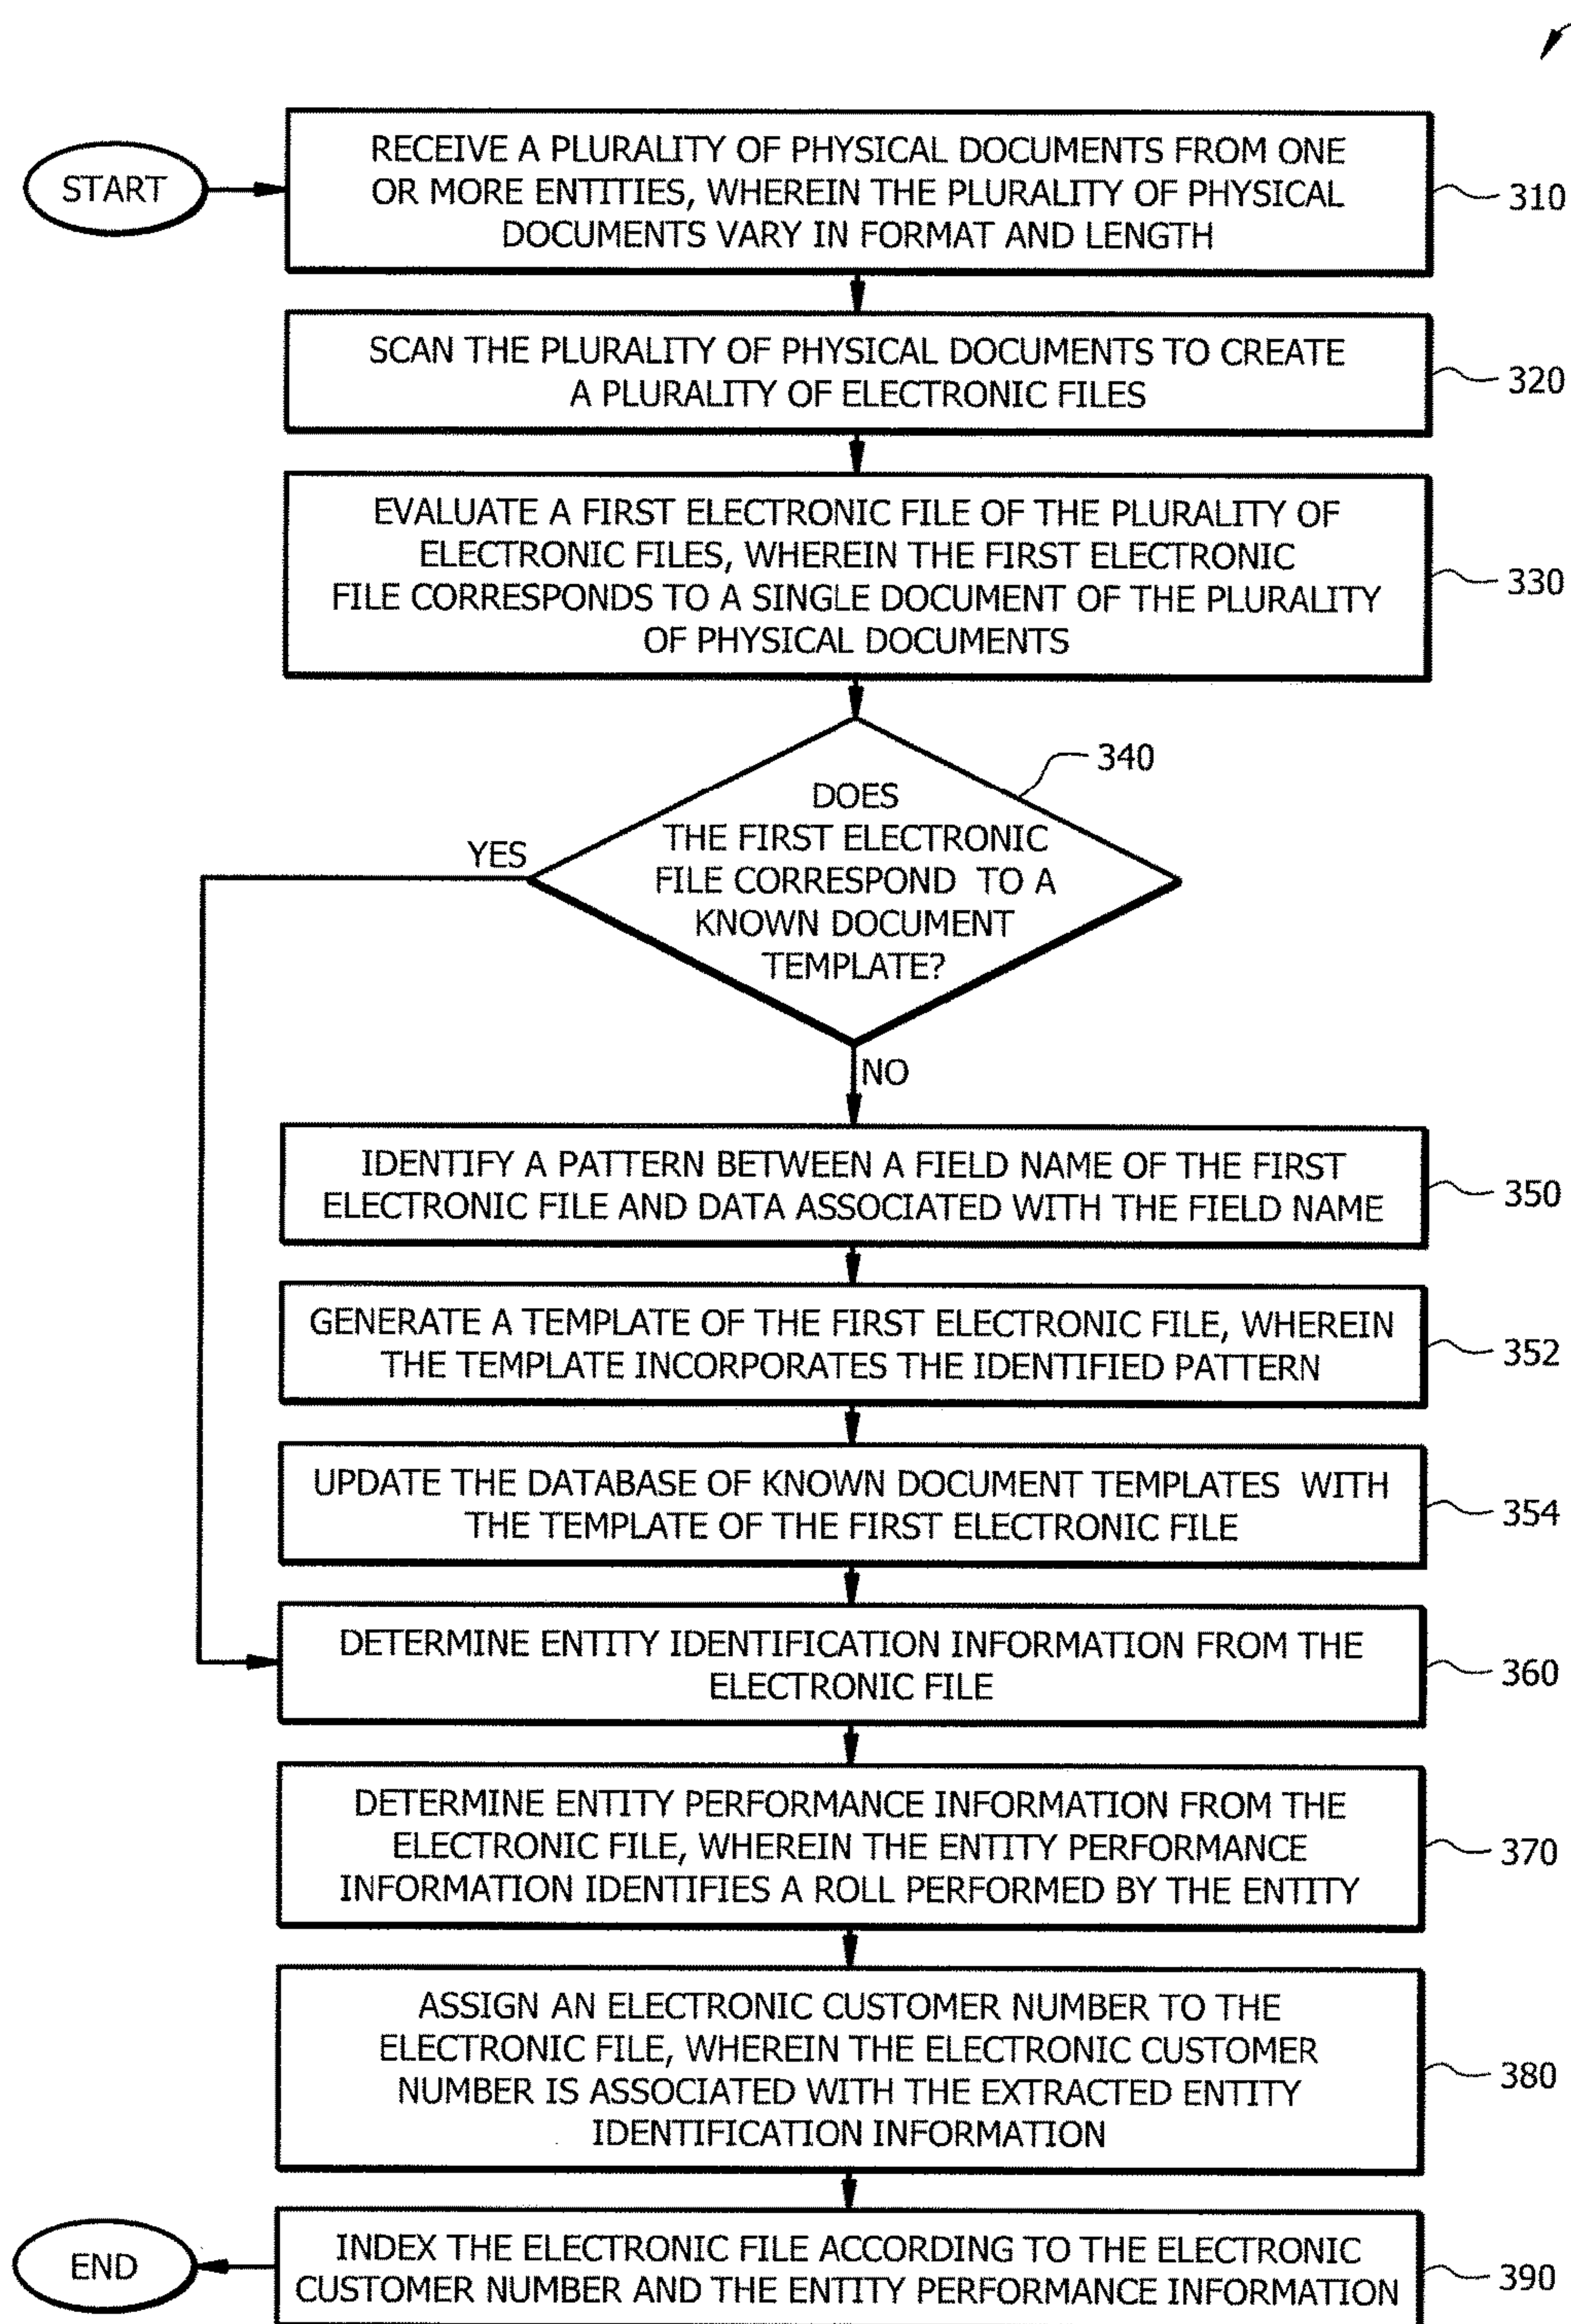 START
RECEIVE A PLURALITY OF PHYSICAL DOCUMENTS FROM ONE
OR MORE ENTITIES, WHEREIN THE PLURALITY OF PHYSICAL
DOCUMENTS VARY IN FORMAT AND LENGTH
310
SCAN THE PLURALITY OF PHYSICAL DOCUMENTS TO CREATE
A PLURALITY OF ELECTRONIC FILES
320
EVALUATE A FIRST ELECTRONIC FILE OF THE PLURALITY OF
ELECTRONIC FILES, WHEREIN THE FIRST ELECTRONIC
FILE CORRESPONDS TO A SINGLE DOCUMENT OF THE PLURALITY
OF PHYSICAL DOCUMENTS
330
340
DOES
THE FIRST ELECTRONIC
FILE CORRESPOND TO A
KNOWN DOCUMENT
TEMPLATE?
YES
NO
IDENTIFY A PATTERN BETWEEN A FIELD NAME OF THE FIRST
ELECTRONIC FILE AND DATA ASSOCIATED WITH THE FIELD NAME
350
GENERATE A TEMPLATE OF THE FIRST ELECTRONIC FILE, WHEREIN
THE TEMPLATE INCORPORATES THE IDENTIFIED PATTERN
352
UPDATE THE DATABASE OF KNOWN DOCUMENT TEMPLATES WITH
THE TEMPLATE OF THE FIRST ELECTRONIC FILE
354
DETERMINE ENTITY IDENTIFICATION INFORMATION FROM THE
ELECTRONIC FILE
360
DETERMINE ENTITY PERFORMANCE INFORMATION FROM THE
ELECTRONIC FILE, WHEREIN THE ENTITY PERFORMANCE
INFORMATION IDENTIFIES A ROLL PERFORMED BY THE ENTITY
370
ASSIGN AN ELECTRONIC CUSTOMER NUMBER TO THE
ELECTRONIC FILE, WHEREIN THE ELECTRONIC CUSTOMER
NUMBER IS ASSOCIATED WITH THE EXTRACTED ENTITY
IDENTIFICATION INFORMATION
380
INDEX THE ELECTRONIC FILE ACCORDING TO THE ELECTRONIC
CUSTOMER NUMBER AND THE ENTITY PERFORMANCE INFORMATION
390
END